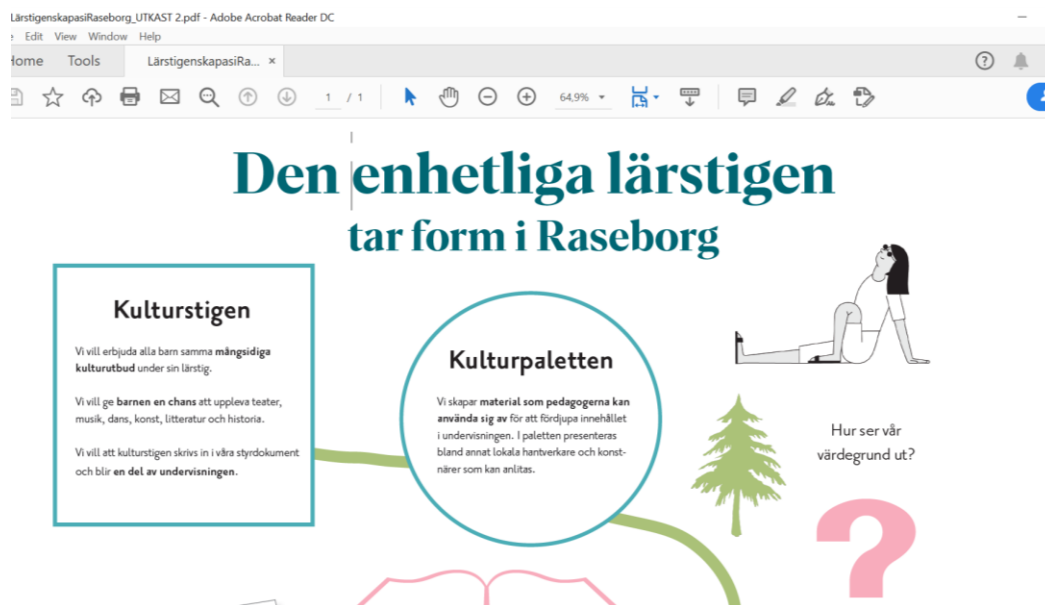 LärstigenskapasiRaseborg_UTKAST 2.pdf - Adobe Acrobat Reader DC
Edit View Window Help
Home Tools LärstigenskapasiRa... ×
1 / 1 64,9%
Den enhetliga lärstigen
tar form i Raseborg
Kulturstigen
Vi vill erbjuda alla barn samma mångsidiga
kulturutbud under sin lärstig.
Vi vill ge barnen en chans att uppleva teater,
musik, dans, konst, litteratur och historia.
Vi vill att kulturstigen skrivs in i våra styrdokument
och blir en del av undervisningen.
Kulturpaletten
Vi skapar material som pedagogerna kan
använda sig av för att fördjupa innehållet
i undervisningen. I paletten presenteras
bland annat lokala hantverkare och konst-
närer som kan anlitas.
Hur ser vår
värdegrund ut?
?